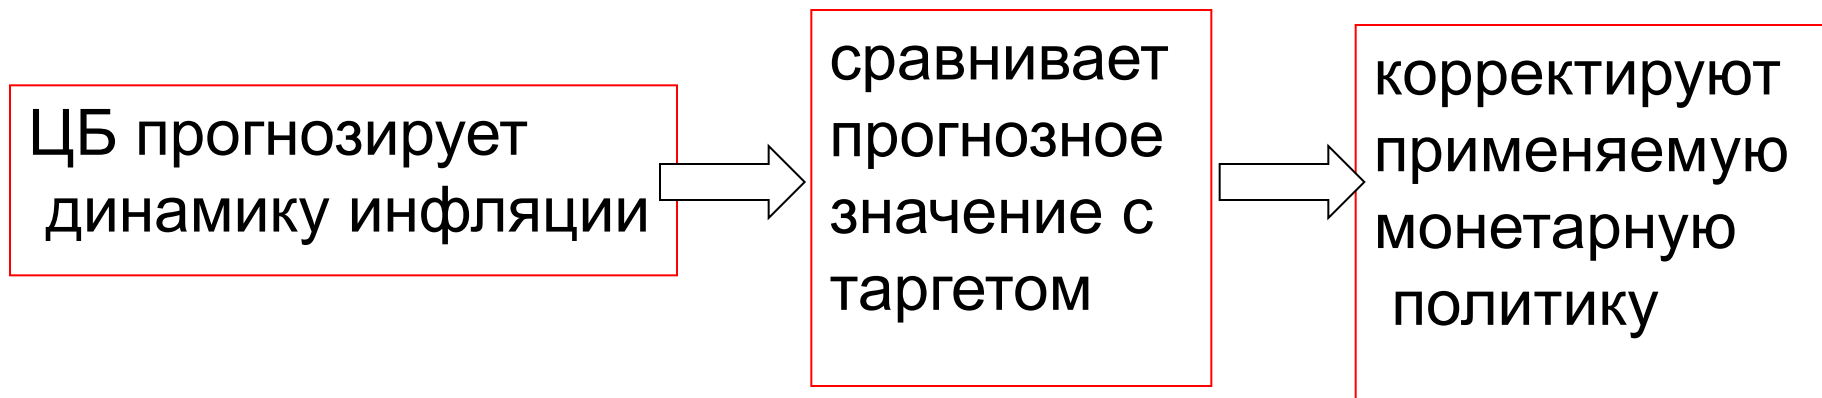 ЦБ прогнозирует
динамику инфляции
сравнивает
прогнозное
значение с
таргетом
корректируют
применяемую
монетарную
политику